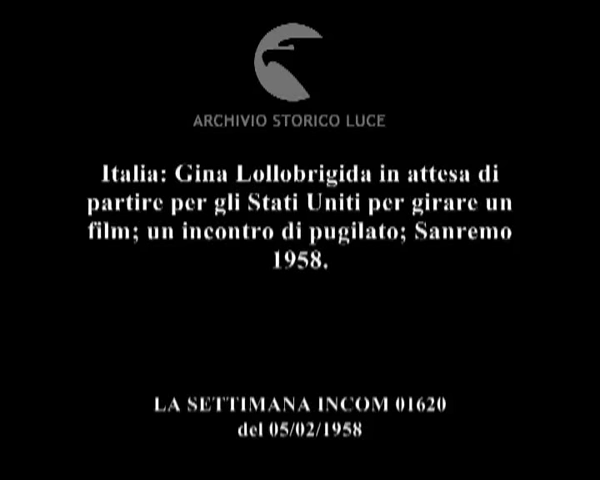 ARCHIVIO STORICO LUCE
Italia: Gina Lollobrigida in attesa di
partire per gli Stati Uniti per girare un
film; un incontro di pugilato; Sanremo
1958.
LA SETTIMANA INCOM 01620
del 05/02/1958